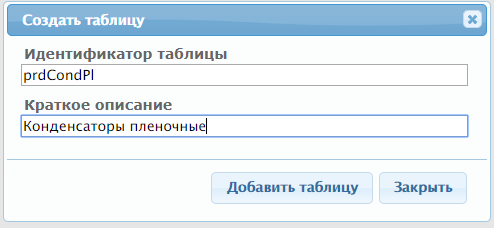 Создать таблицу
Идентификатор таблицы
prdCondPl
Краткое описание
Конденсаторы пленочные
Добавить таблицу Закрыть